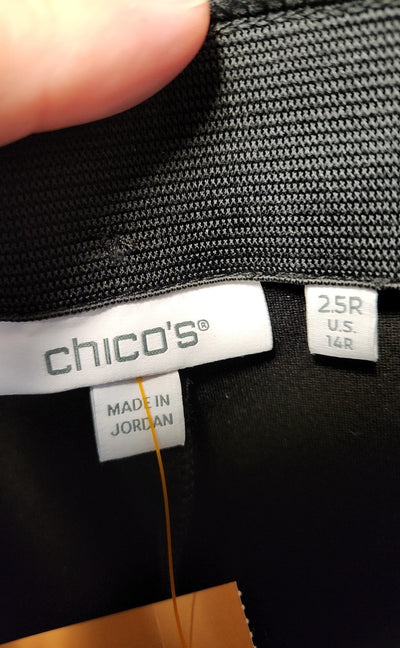 chico's®
2.5R
U.S.
14R
MADE IN
JORDAN